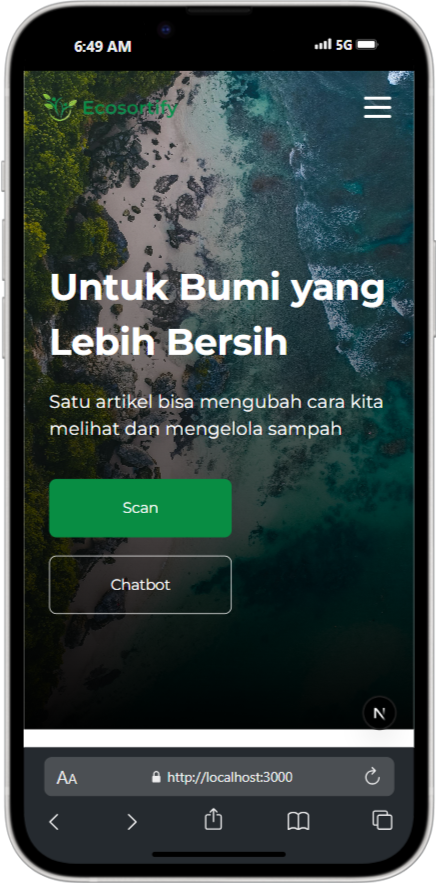 6:49 AM
5G
Ecosortify
Untuk Bumi yang
Lebih Bersih
Satu artikel bisa mengubah cara kita
melihat dan mengelola sampah
Scan
Chatbot
N
AA
http://localhost:3000